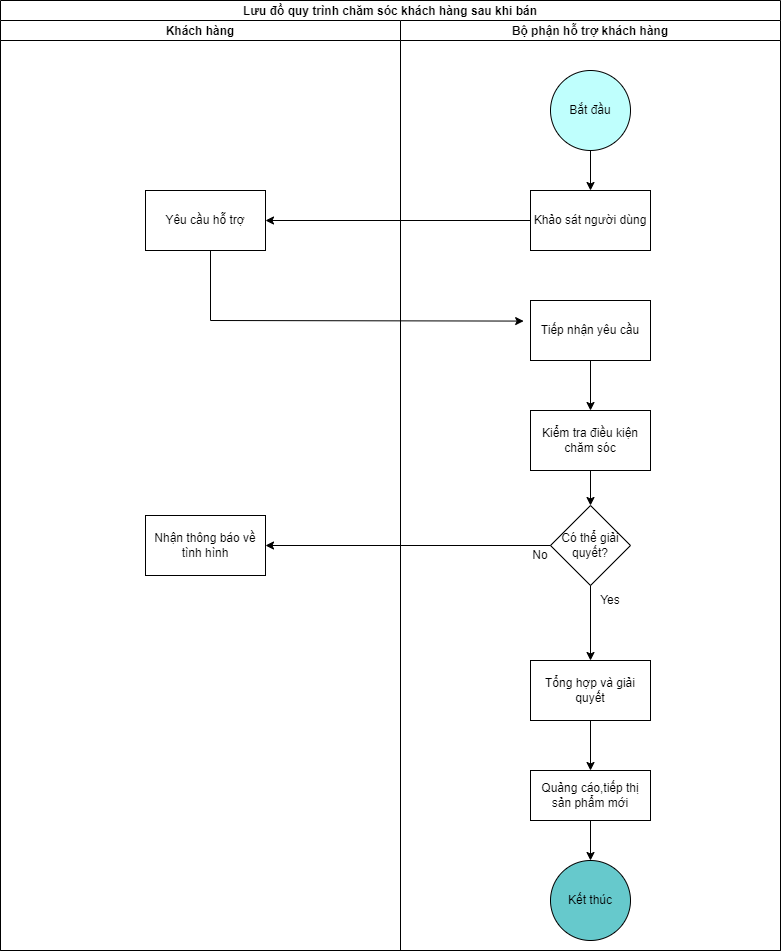 Lưu đồ quy trình chăm sóc khách hàng sau khi bán
Khách hàng
Bộ phận hỗ trợ khách hàng
Bắt đầu
Yêu cầu hỗ trợ
Khảo sát người dùng
Tiếp nhận yêu cầu
Kiểm tra điều kiện
chăm sóc
Nhận thông báo về
tình hình
Có thể giải
quyết?
No
Yes
Tổng hợp và giải
quyết
Quảng cáo,tiếp thị
sản phẩm mới
Kết thúc